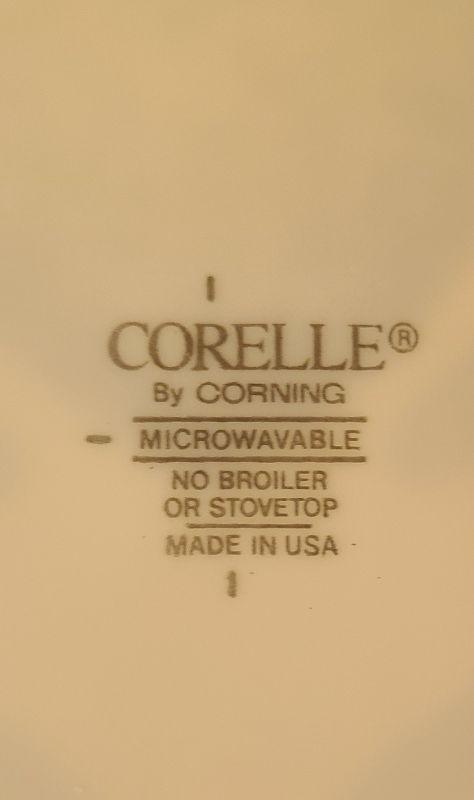 CORELLE®
By CORNING
MICROWAVABLE
NO BROILER
OR STOVETOP
MADE IN USA